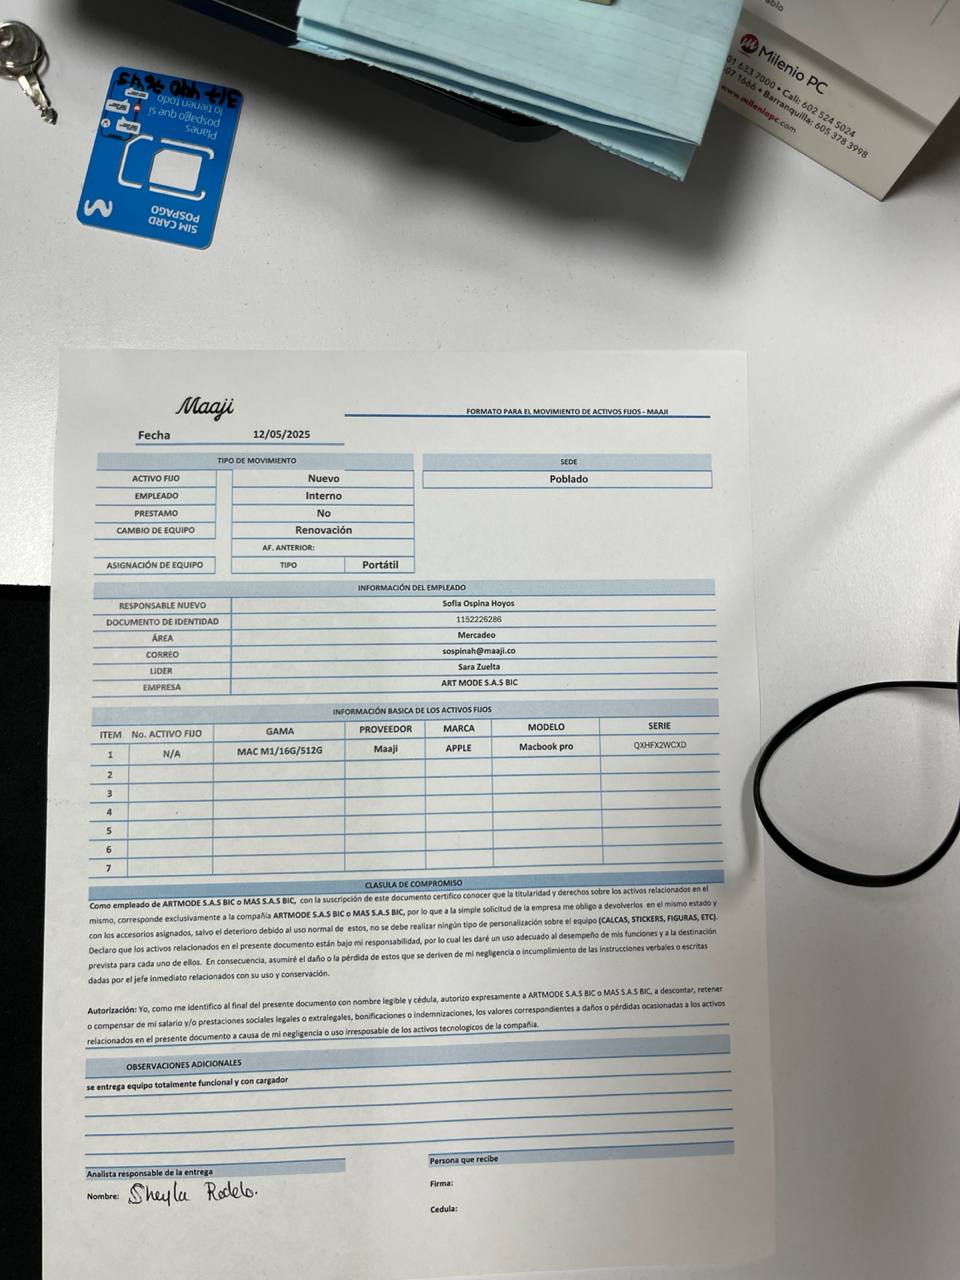 Milenio PC
01 633 7000 • Cali: 602 524 5024
07 1666 • Barranquilla: 605 378 3998
www.mileniopc.com
SIM CARD
POSPAGO
Planes
pospago que sí
lo tienen todo
Maaji
FORMATO PARA EL MOVIMIENTO DE ACTIVOS FIJOS - MAAJI
Fecha 12/05/2025
TIPO DE MOVIMIENTO SEDE
ACTIVO FIJO Nuevo Poblado
EMPLEADO Interno
PRESTAMO No
CAMBIO DE EQUIPO Renovación
AF. ANTERIOR:
ASIGNACIÓN DE EQUIPO TIPO Portátil
INFORMACIÓN DEL EMPLEADO
RESPONSABLE NUEVO Sofia Ospina Hoyos
DOCUMENTO DE IDENTIDAD 1152226286
ÁREA Mercadeo
CORREO sospinah@maaji.co
LIDER Sara Zuelta
EMPRESA ART MODE S.A.S BIC
INFORMACIÓN BASICA DE LOS ACTIVOS FIJOS
ITEM No. ACTIVO FIJO GAMA PROVEEDOR MARCA MODELO SERIE
1 N/A MAC M1/16G/512G Maaji APPLE Macbook pro QXHFX2WCXD
2
3
4
5
6
7
CLASULA DE COMPROMISO
Como empleado de ARTMODE S.A.S BIC o MAS S.A.S BIC, con la suscripción de este documento certifico conocer que la titularidad y derechos sobre los activos relacionados en el
mismo, corresponde exclusivamente a la compañía ARTMODE S.A.S BIC o MAS S.A.S BIC, por lo que a la simple solicitud de la empresa me obligo a devolverlos en el mismo estado y
con los accesorios asignados, salvo el deterioro debido al uso normal de estos, no se debe realizar ningún tipo de personalización sobre el equipo (CALCAS, STICKERS, FIGURAS, ETC).
Declaro que los activos relacionados en el presente documento están bajo mi responsabilidad, por lo cual les daré un uso adecuado al desempeño de mis funciones y a la destinación
prevista para cada uno de ellos. En consecuencia, asumiré el daño o la pérdida de estos que se deriven de mi negligencia o incumplimiento de las instrucciones verbales o escritas
dadas por el jefe inmediato relacionados con su uso y conservación.
Autorización: Yo, como me identifico al final del presente documento con nombre legible y cédula, autorizo expresamente a ARTMODE S.A.S BIC o MAS S.A.S BIC, a descontar, retener
o compensar de mi salario y/o prestaciones sociales legales o extralegales, bonificaciones o indemnizaciones, los valores correspondientes a daños o pérdidas ocasionados a los activos
relacionados en el presente documento a causa de mi negligencia o uso irresposable de los activos tecnologicos de la compañía.
OBSERVACIONES ADICIONALES
se entrega equipo totalmente funcional y con cargador
Analista responsable de la entrega Persona que recibe
Nombre: Sheyla Rodelo. Firma:
Cedula: